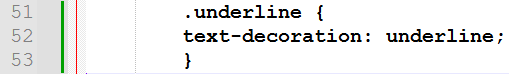 51 .underline {
52 text-decoration: underline;
53 }